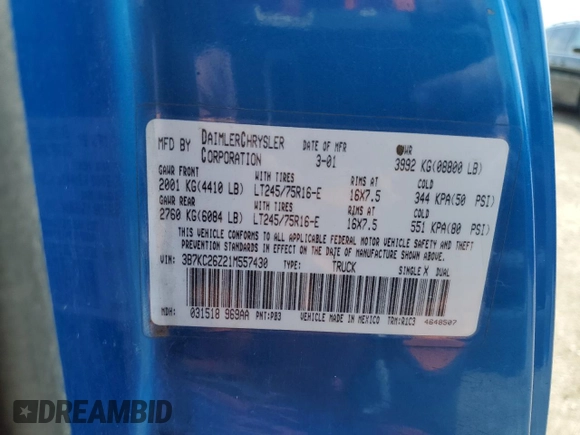 MFD BY DAIMLERCHRYSLER CORPORATION
DATE OF MFR 3-01
GVWR 3992 KG(08800 LB)
GAWR FRONT WITH TIRES RIMS AT COLD
2001 KG(4410 LB) LT245/75R16-E 16X7.5 344 KPA(50 PSI)
GAWR REAR WITH TIRES RIMS AT COLD
2760 KG(6084 LB) LT245/75R16-E 16X7.5 551 KPA(80 PSI)
THIS VEHICLE CONFORMS TO ALL APPLICABLE FEDERAL MOTOR VEHICLE SAFETY AND THEFT
PREVENTION STANDARDS IN EFFECT ON THE DATE OF MANUFACTURE SHOWN ABOVE.
VIN: 3B7KC26Z21M557430 TYPE: TRUCK SINGLE X DUAL
MDH: 031518 969AA PNT:PB3 VEHICLE MADE IN MEXICO TRM:R1C3 4648507
DREAMBID